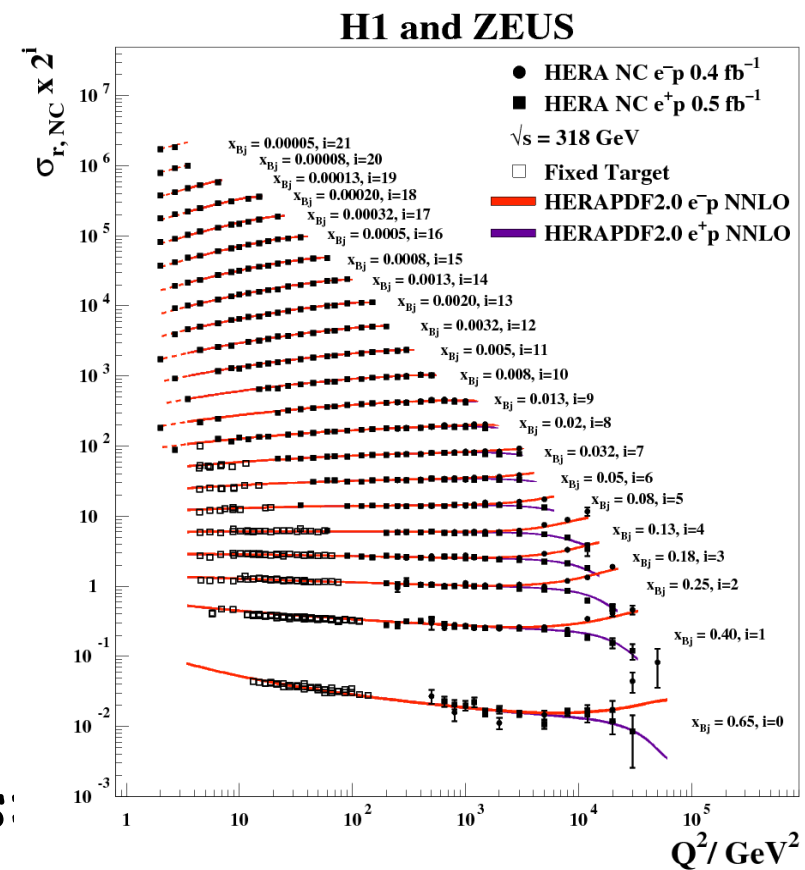 H1 and ZEUS
σr, NC x 2^i
HERA NC e⁻p 0.4 fb⁻¹
HERA NC e⁺p 0.5 fb⁻¹
√s = 318 GeV
Fixed Target
HERAPDF2.0 e⁻p NNLO
HERAPDF2.0 e⁺p NNLO
xBj = 0.00005, i=21
xBj = 0.00008, i=20
xBj = 0.00013, i=19
xBj = 0.00020, i=18
xBj = 0.00032, i=17
xBj = 0.0005, i=16
xBj = 0.0008, i=15
xBj = 0.0013, i=14
xBj = 0.0020, i=13
xBj = 0.0032, i=12
xBj = 0.005, i=11
xBj = 0.008, i=10
xBj = 0.013, i=9
xBj = 0.02, i=8
xBj = 0.032, i=7
xBj = 0.05, i=6
xBj = 0.08, i=5
xBj = 0.13, i=4
xBj = 0.18, i=3
xBj = 0.25, i=2
xBj = 0.40, i=1
xBj = 0.65, i=0
10⁷
10⁶
10⁵
10⁴
10³
10²
10
1
10⁻¹
10⁻²
10⁻³
1 10 10² 10³ 10⁴ 10⁵
Q²/ GeV²